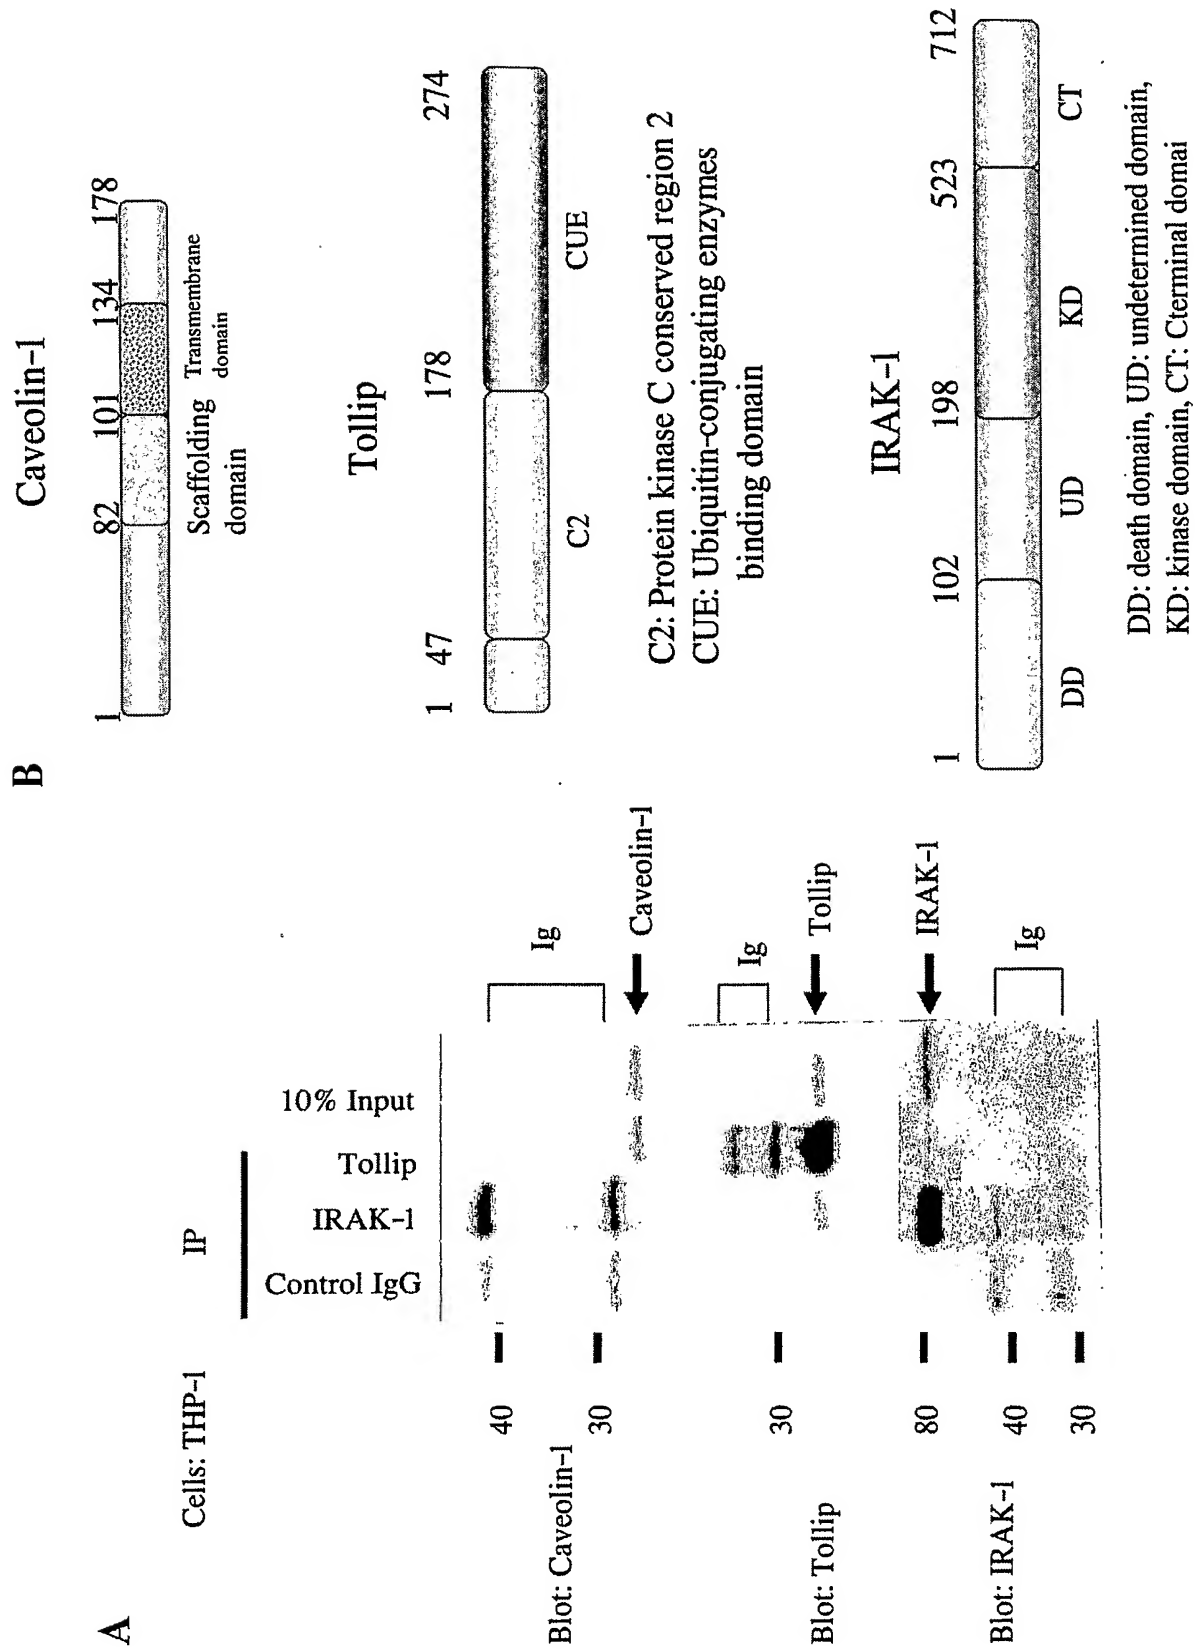 A
Cells: THP-1
IP
Control IgG
IRAK-1
Tollip
10% Input
Blot: Caveolin-1
40
30
Ig
Caveolin-1
Blot: Tollip
30
Ig
Tollip
Blot: IRAK-1
80
40
30
IRAK-1
Ig
B
Caveolin-1
1 82 101 134 178
Scaffolding
domain
Transmembrane
domain
Tollip
1 47 178 274
C2 CUE
C2: Protein kinase C conserved region 2
CUE: Ubiquitin-conjugating enzymes
binding domain
IRAK-1
1 102 198 523 712
DD UD KD CT
DD: death domain, UD: undetermined domain,
KD: kinase domain, CT: Cterminal domai